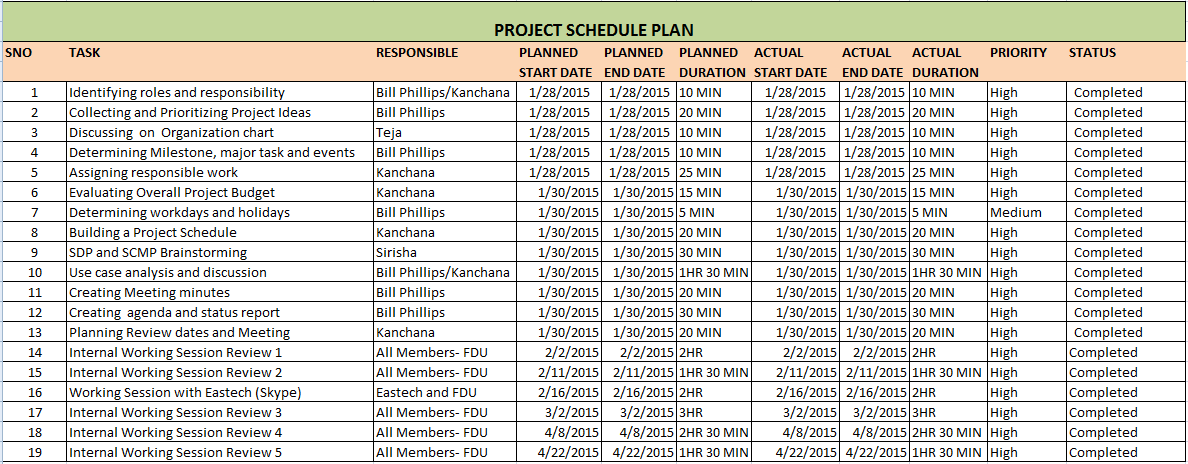 PROJECT SCHEDULE PLAN
SNO TASK RESPONSIBLE PLANNED PLANNED PLANNED ACTUAL ACTUAL ACTUAL PRIORITY STATUS
START DATE END DATE DURATION START DATE END DATE DURATION
1 Identifying roles and responsibility Bill Phillips/Kanchana 1/28/2015 1/28/2015 10 MIN 1/28/2015 1/28/2015 10 MIN High Completed
2 Collecting and Prioritizing Project Ideas Bill Phillips 1/28/2015 1/28/2015 20 MIN 1/28/2015 1/28/2015 20 MIN High Completed
3 Discussing on Organization chart Teja 1/28/2015 1/28/2015 10 MIN 1/28/2015 1/28/2015 10 MIN High Completed
4 Determining Milestone, major task and events Bill Phillips 1/28/2015 1/28/2015 10 MIN 1/28/2015 1/28/2015 10 MIN High Completed
5 Assigning responsible work Kanchana 1/28/2015 1/28/2015 25 MIN 1/28/2015 1/28/2015 25 MIN High Completed
6 Evaluating Overall Project Budget Kanchana 1/30/2015 1/30/2015 15 MIN 1/30/2015 1/30/2015 15 MIN High Completed
7 Determining workdays and holidays Bill Phillips 1/30/2015 1/30/2015 5 MIN 1/30/2015 1/30/2015 5 MIN Medium Completed
8 Building a Project Schedule Kanchana 1/30/2015 1/30/2015 20 MIN 1/30/2015 1/30/2015 20 MIN High Completed
9 SDP and SCMP Brainstorming Sirisha 1/30/2015 1/30/2015 30 MIN 1/30/2015 1/30/2015 30 MIN High Completed
10 Use case analysis and discussion Bill Phillips/Kanchana 1/30/2015 1/30/2015 1HR 30 MIN 1/30/2015 1/30/2015 1HR 30 MIN High Completed
11 Creating Meeting minutes Bill Phillips 1/30/2015 1/30/2015 20 MIN 1/30/2015 1/30/2015 20 MIN High Completed
12 Creating agenda and status report Bill Phillips 1/30/2015 1/30/2015 30 MIN 1/30/2015 1/30/2015 30 MIN High Completed
13 Planning Review dates and Meeting Kanchana 1/30/2015 1/30/2015 20 MIN 1/30/2015 1/30/2015 20 MIN High Completed
14 Internal Working Session Review 1 All Members- FDU 2/2/2015 2/2/2015 2HR 2/2/2015 2/2/2015 2HR High Completed
15 Internal Working Session Review 2 All Members- FDU 2/11/2015 2/11/2015 1HR 30 MIN 2/11/2015 2/11/2015 1HR 30 MIN High Completed
16 Working Session with Eastech (Skype) Eastech and FDU 2/16/2015 2/16/2015 2HR 2/16/2015 2/16/2015 2HR High Completed
17 Internal Working Session Review 3 All Members- FDU 3/2/2015 3/2/2015 3HR 3/2/2015 3/2/2015 3HR High Completed
18 Internal Working Session Review 4 All Members- FDU 4/8/2015 4/8/2015 2HR 30 MIN 4/8/2015 4/8/2015 2HR 30 MIN High Completed
19 Internal Working Session Review 5 All Members- FDU 4/22/2015 4/22/2015 1HR 30 MIN 4/22/2015 4/22/2015 1HR 30 MIN High Completed